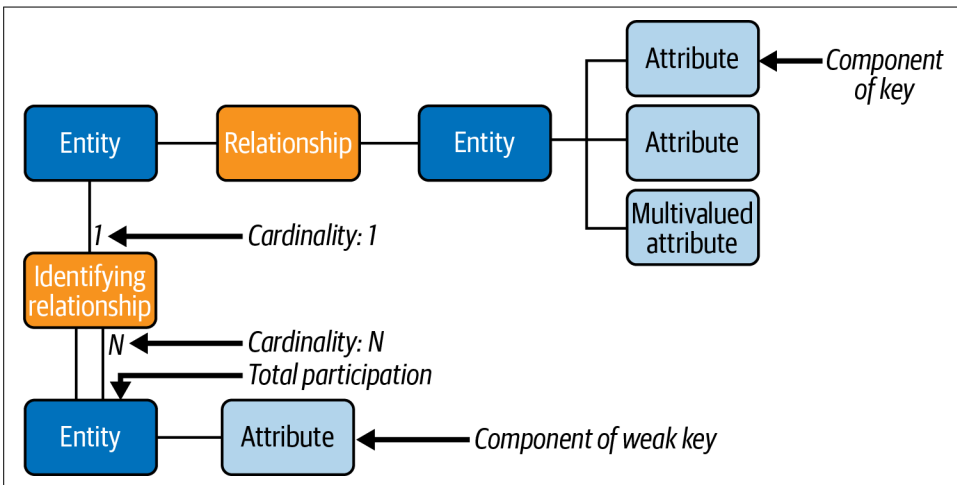 Attribute
Component
of key
Entity
Relationship
Entity
Attribute
Multivalued
attribute
1
Cardinality: 1
Identifying
relationship
N
Cardinality: N
Total participation
Entity
Attribute
Component of weak key